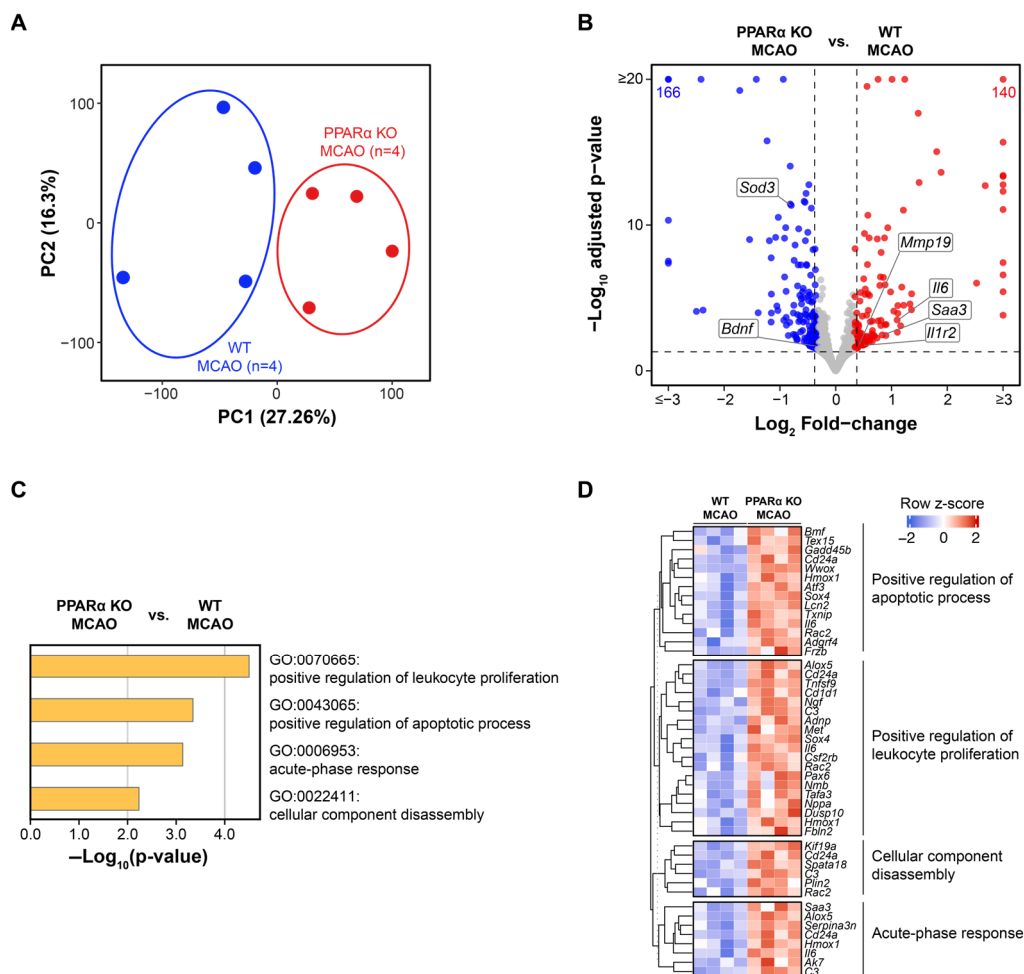 A
PC2 (16.3%)
100
0
−100
PPARα KO
MCAO (n=4)
WT
MCAO (n=4)
−100
0
100
PC1 (27.26%)
B
PPARα KO
MCAO
vs.
WT
MCAO
−Log10 adjusted p-value
≥20
10
0
166
140
Sod3
Mmp19
Il6
Saa3
Il1r2
Bdnf
≤-3
−2
−1
0
1
2
≥3
Log2 Fold−change
C
PPARα KO
MCAO
vs.
WT
MCAO
GO:0070665:
positive regulation of leukocyte proliferation
GO:0043065:
positive regulation of apoptotic process
GO:0006953:
acute-phase response
GO:0022411:
cellular component disassembly
0.0
1.0
2.0
3.0
4.0
−Log10(p-value)
D
WT
MCAO
PPARα KO
MCAO
Row z-score
−2
0
2
Bmf
Tex15
Gadd45b
Cd24a
Wwox
Hmox1
Atf3
Sox4
Lcn2
Txnip
Il6
Rac2
Adgrf4
Frzb
Positive regulation of
apoptotic process
Alox5
Cd24a
Tnfsf9
Cd1d1
Ngf
C3
Adnp
Met
Sox4
Il6
Csf2rb
Rac2
Pax6
Nmb
Tafa3
Nppa
Dusp10
Hmox1
Fbln2
Positive regulation of
leukocyte proliferation
Kif19a
Cd24a
Spata18
C3
Plin2
Rac2
Cellular component
disassembly
Saa3
Alox5
Serpina3n
Cd24a
Hmox1
Il6
Ak7
C3
Acute-phase response